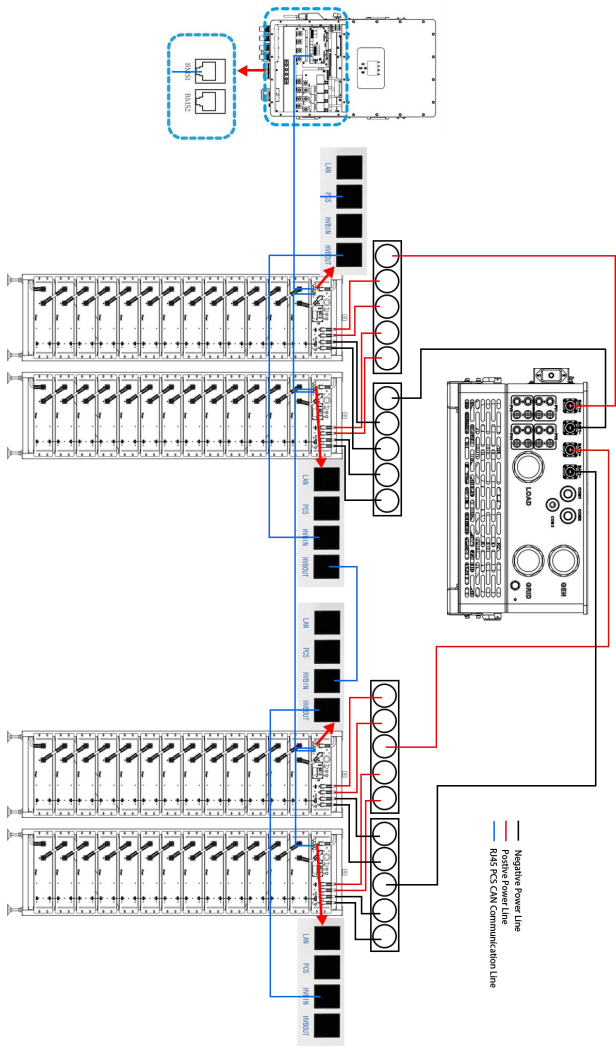 BMS1
BMS2
LAN
PCS
HVBIN
HVBOUT
LAN
PCS
HVBIN
HVBOUT
LAN
PCS
HVBIN
HVBOUT
LAN
PCS
HVBIN
HVBOUT
LOAD
GRID
GEN
Negative Power Line
Postive Power Line
RJ45 PCS CAN Communication Line